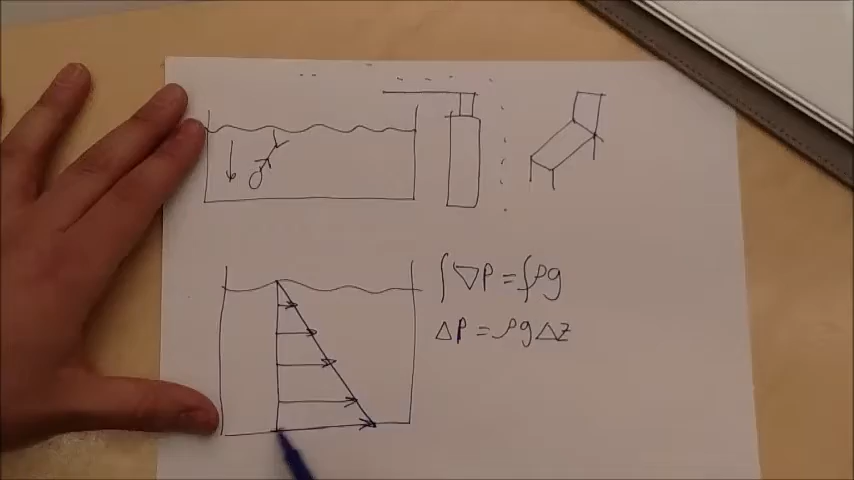 ∫∇P = ∫ρg
ΔP = ρgΔz